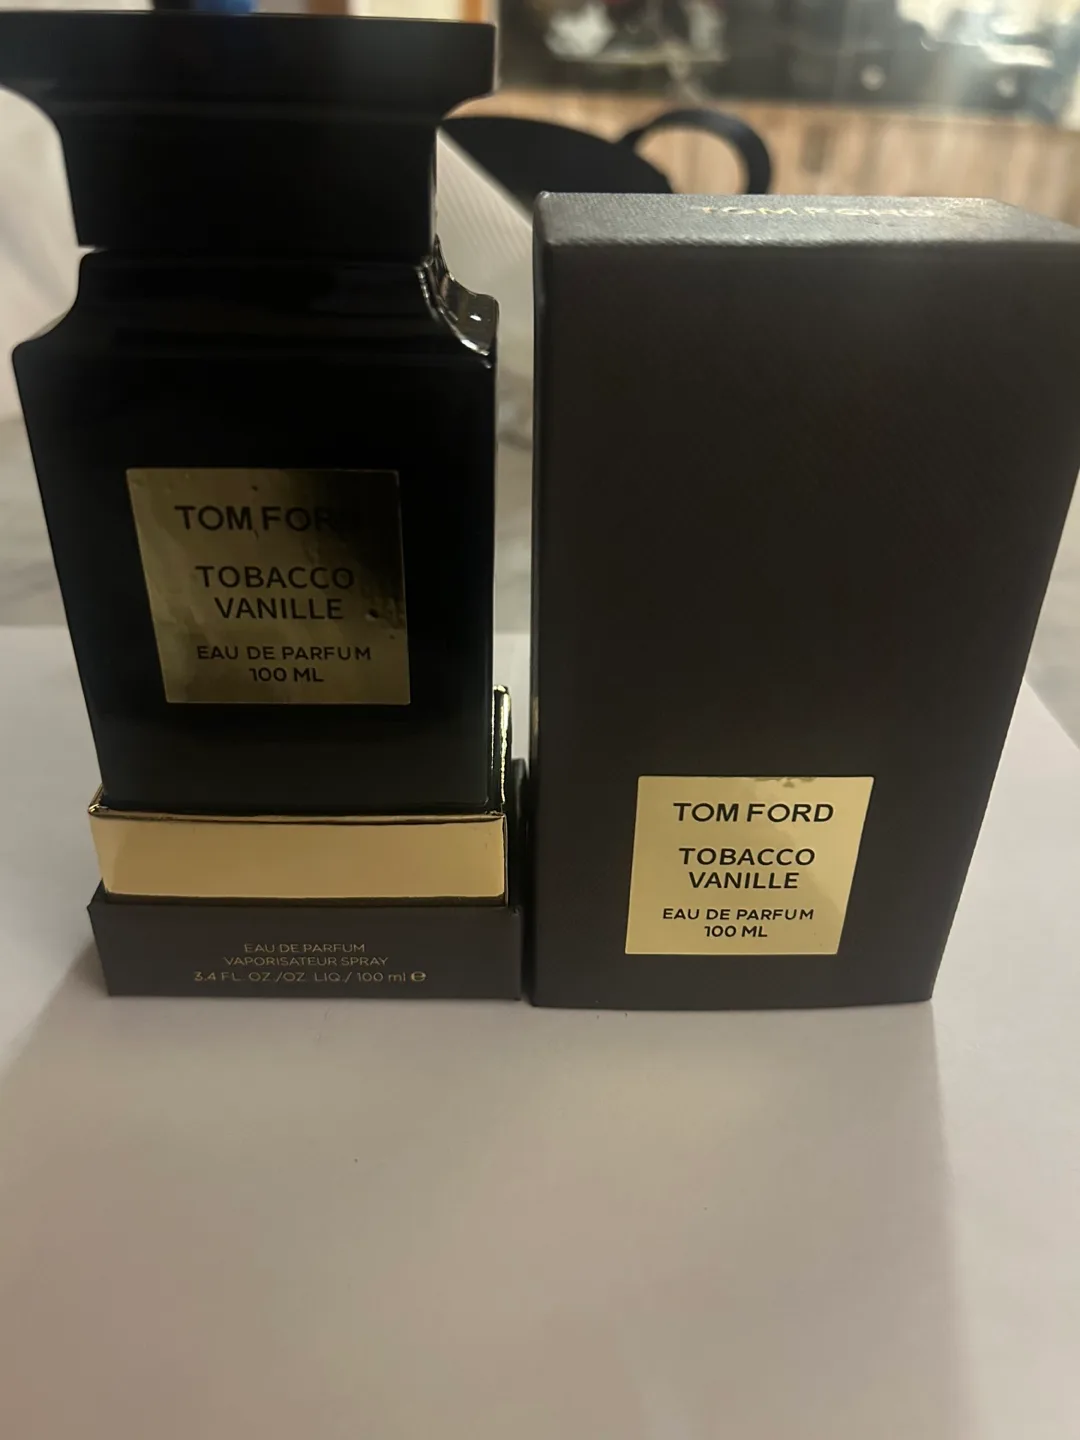 TOM FORD
TOBACCO
VANILLE
EAU DE PARFUM
100 ML
EAU DE PARFUM
VAPORISATEUR SPRAY
3.4 FL. OZ./OZ. LIQ./ 100 ml ℮
TOM FORD
TOM FORD
TOBACCO
VANILLE
EAU DE PARFUM
100 ML